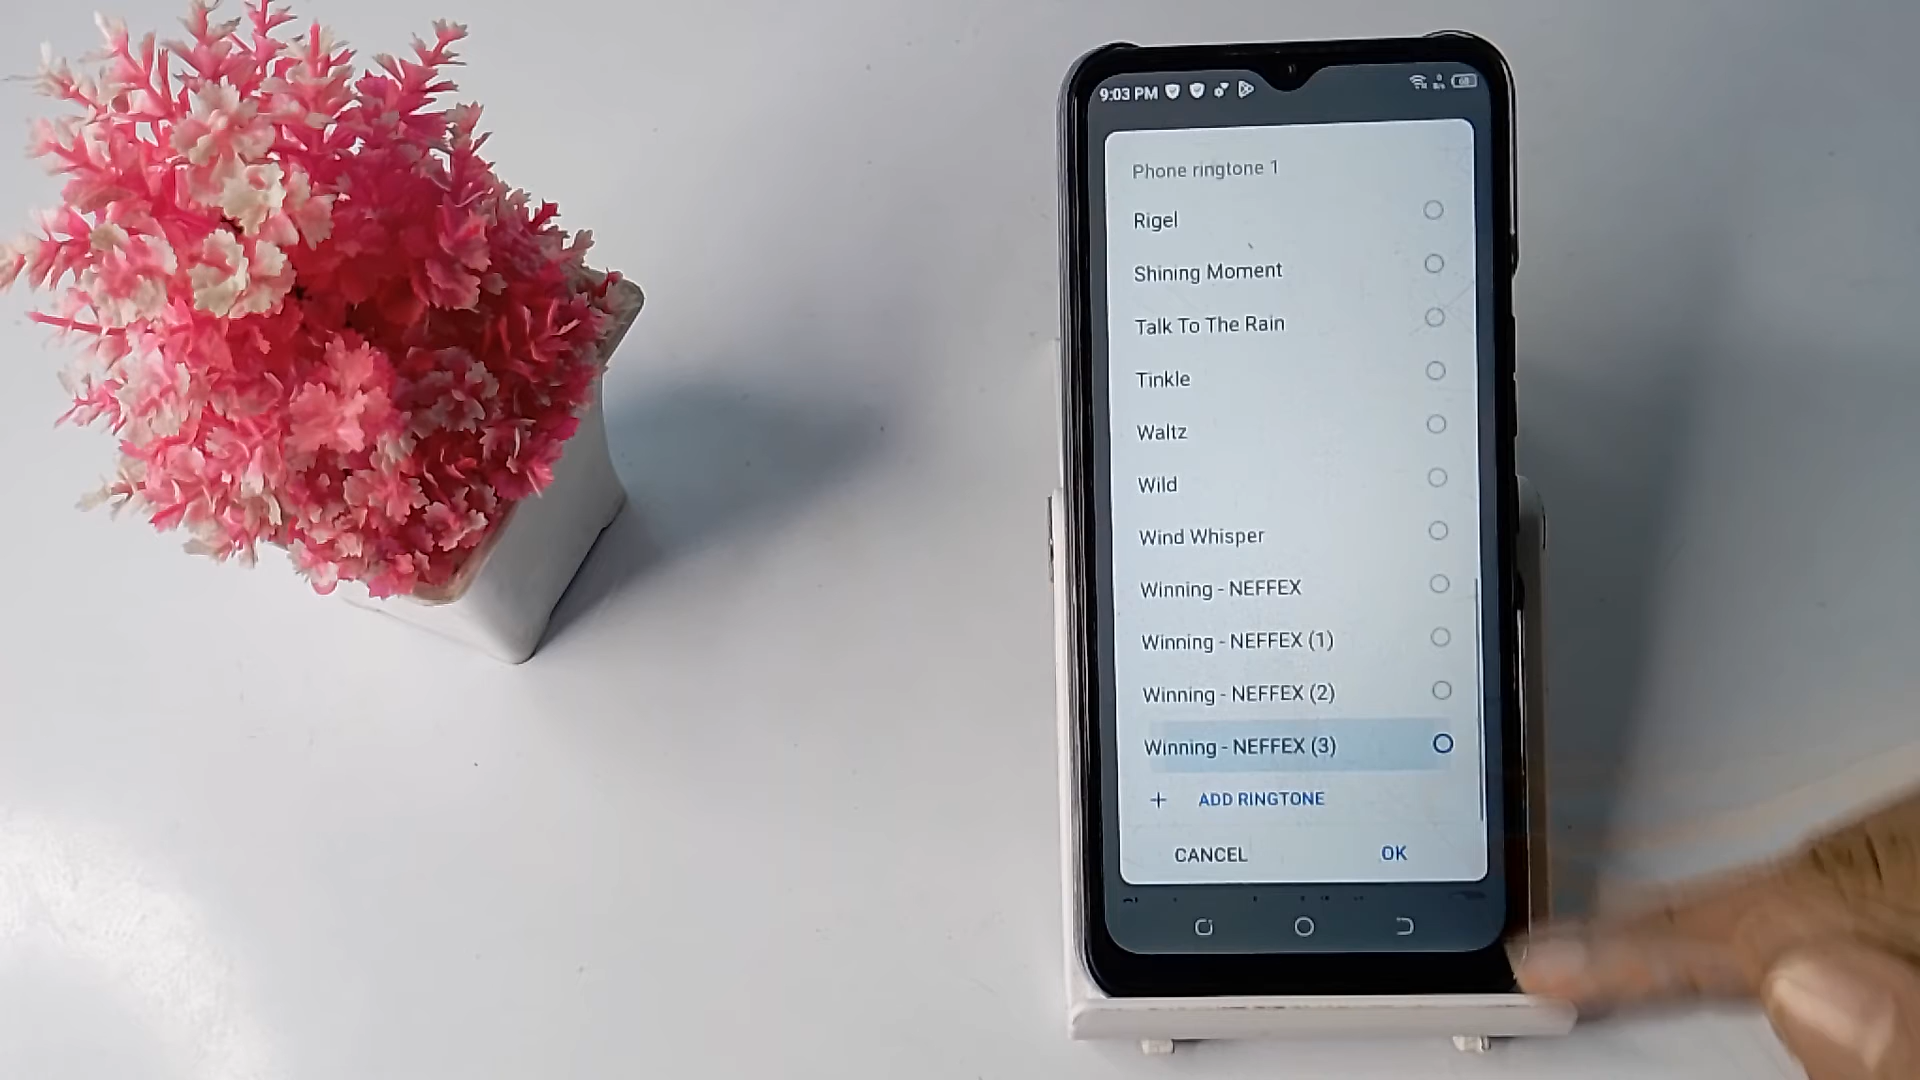 9:03 PM
Phone ringtone 1
Rigel
Shining Moment
Talk To The Rain
Tinkle
Waltz
Wild
Wind Whisper
Winning - NEFFEX
Winning - NEFFEX (1)
Winning - NEFFEX (2)
Winning - NEFFEX (3)
+ ADD RINGTONE
CANCEL OK